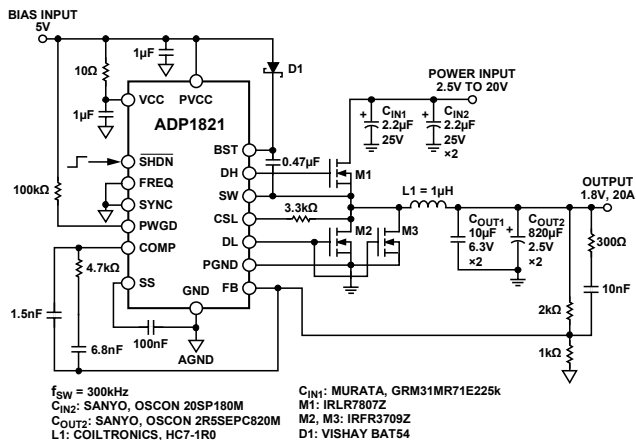 BIAS INPUT
5V
1µF
10Ω
1µF
D1
VCC
PVCC
ADP1821
POWER INPUT
2.5V TO 20V
+
CIN1
2.2µF
25V
+
CIN2
2.2µF
25V
×2
BST
0.47µF
SHDN
DH
M1
FREQ
SW
100kΩ
SYNC
CSL
3.3kΩ
L1 = 1µH
OUTPUT
1.8V, 20A
PWGD
DL
M2
M3
COUT1
10µF
6.3V
×2
+
COUT2
820µF
2.5V
×2
300Ω
COMP
PGND
4.7kΩ
SS
GND
FB
10nF
1.5nF
100nF
2kΩ
6.8nF
AGND
1kΩ
fSW = 300kHz
CIN2: SANYO, OSCON 20SP180M
COUT2: SANYO, OSCON 2R5SEPC820M
L1: COILTRONICS, HC7-1R0
CIN1: MURATA, GRM31MR71E225k
M1: IRLR7807Z
M2, M3: IRFR3709Z
D1: VISHAY BAT54